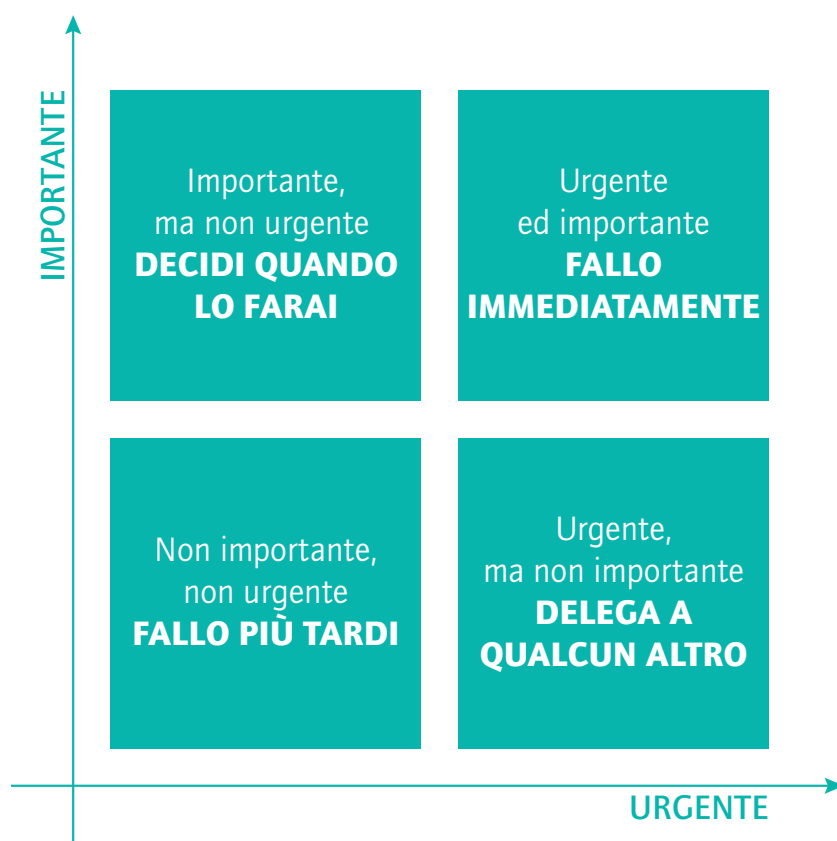 IMPORTANTE
Importante,
ma non urgente
DECIDI QUANDO
LO FARAI
Urgente
ed importante
FALLO
IMMEDIATAMENTE
Non importante,
non urgente
FALLO PIÙ TARDI
Urgente,
ma non importante
DELEGA A
QUALCUN ALTRO
URGENTE